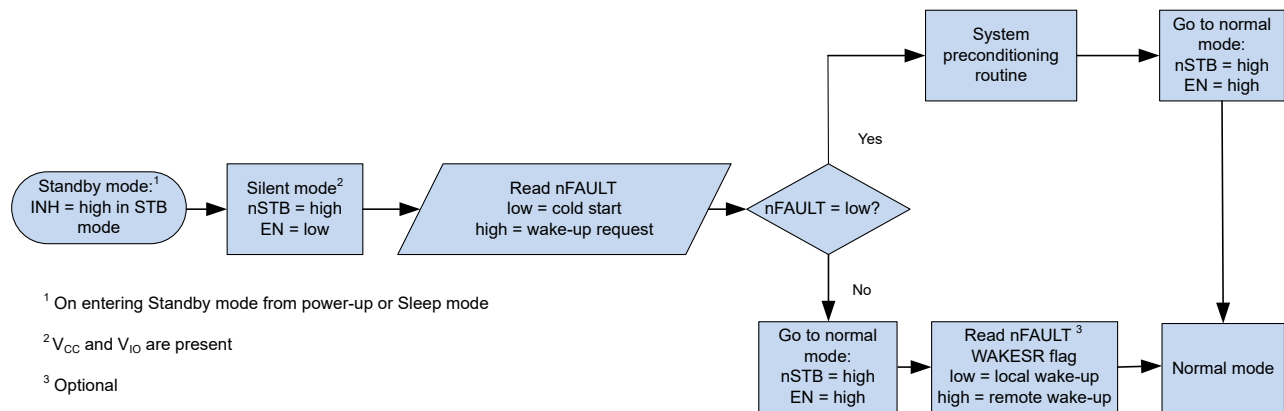 Standby mode:1
INH = high in STB
mode
Silent mode2
nSTB = high
EN = low
Read nFAULT
low = cold start
high = wake-up request
nFAULT = low?
Yes
System
preconditioning
routine
Go to normal
mode:
nSTB = high
EN = high
No
Go to normal
mode:
nSTB = high
EN = high
Read nFAULT 3
WAKESR flag
low = local wake-up
high = remote wake-up
Normal mode
1 On entering Standby mode from power-up or Sleep mode
2 VCC and VIO are present
3 Optional